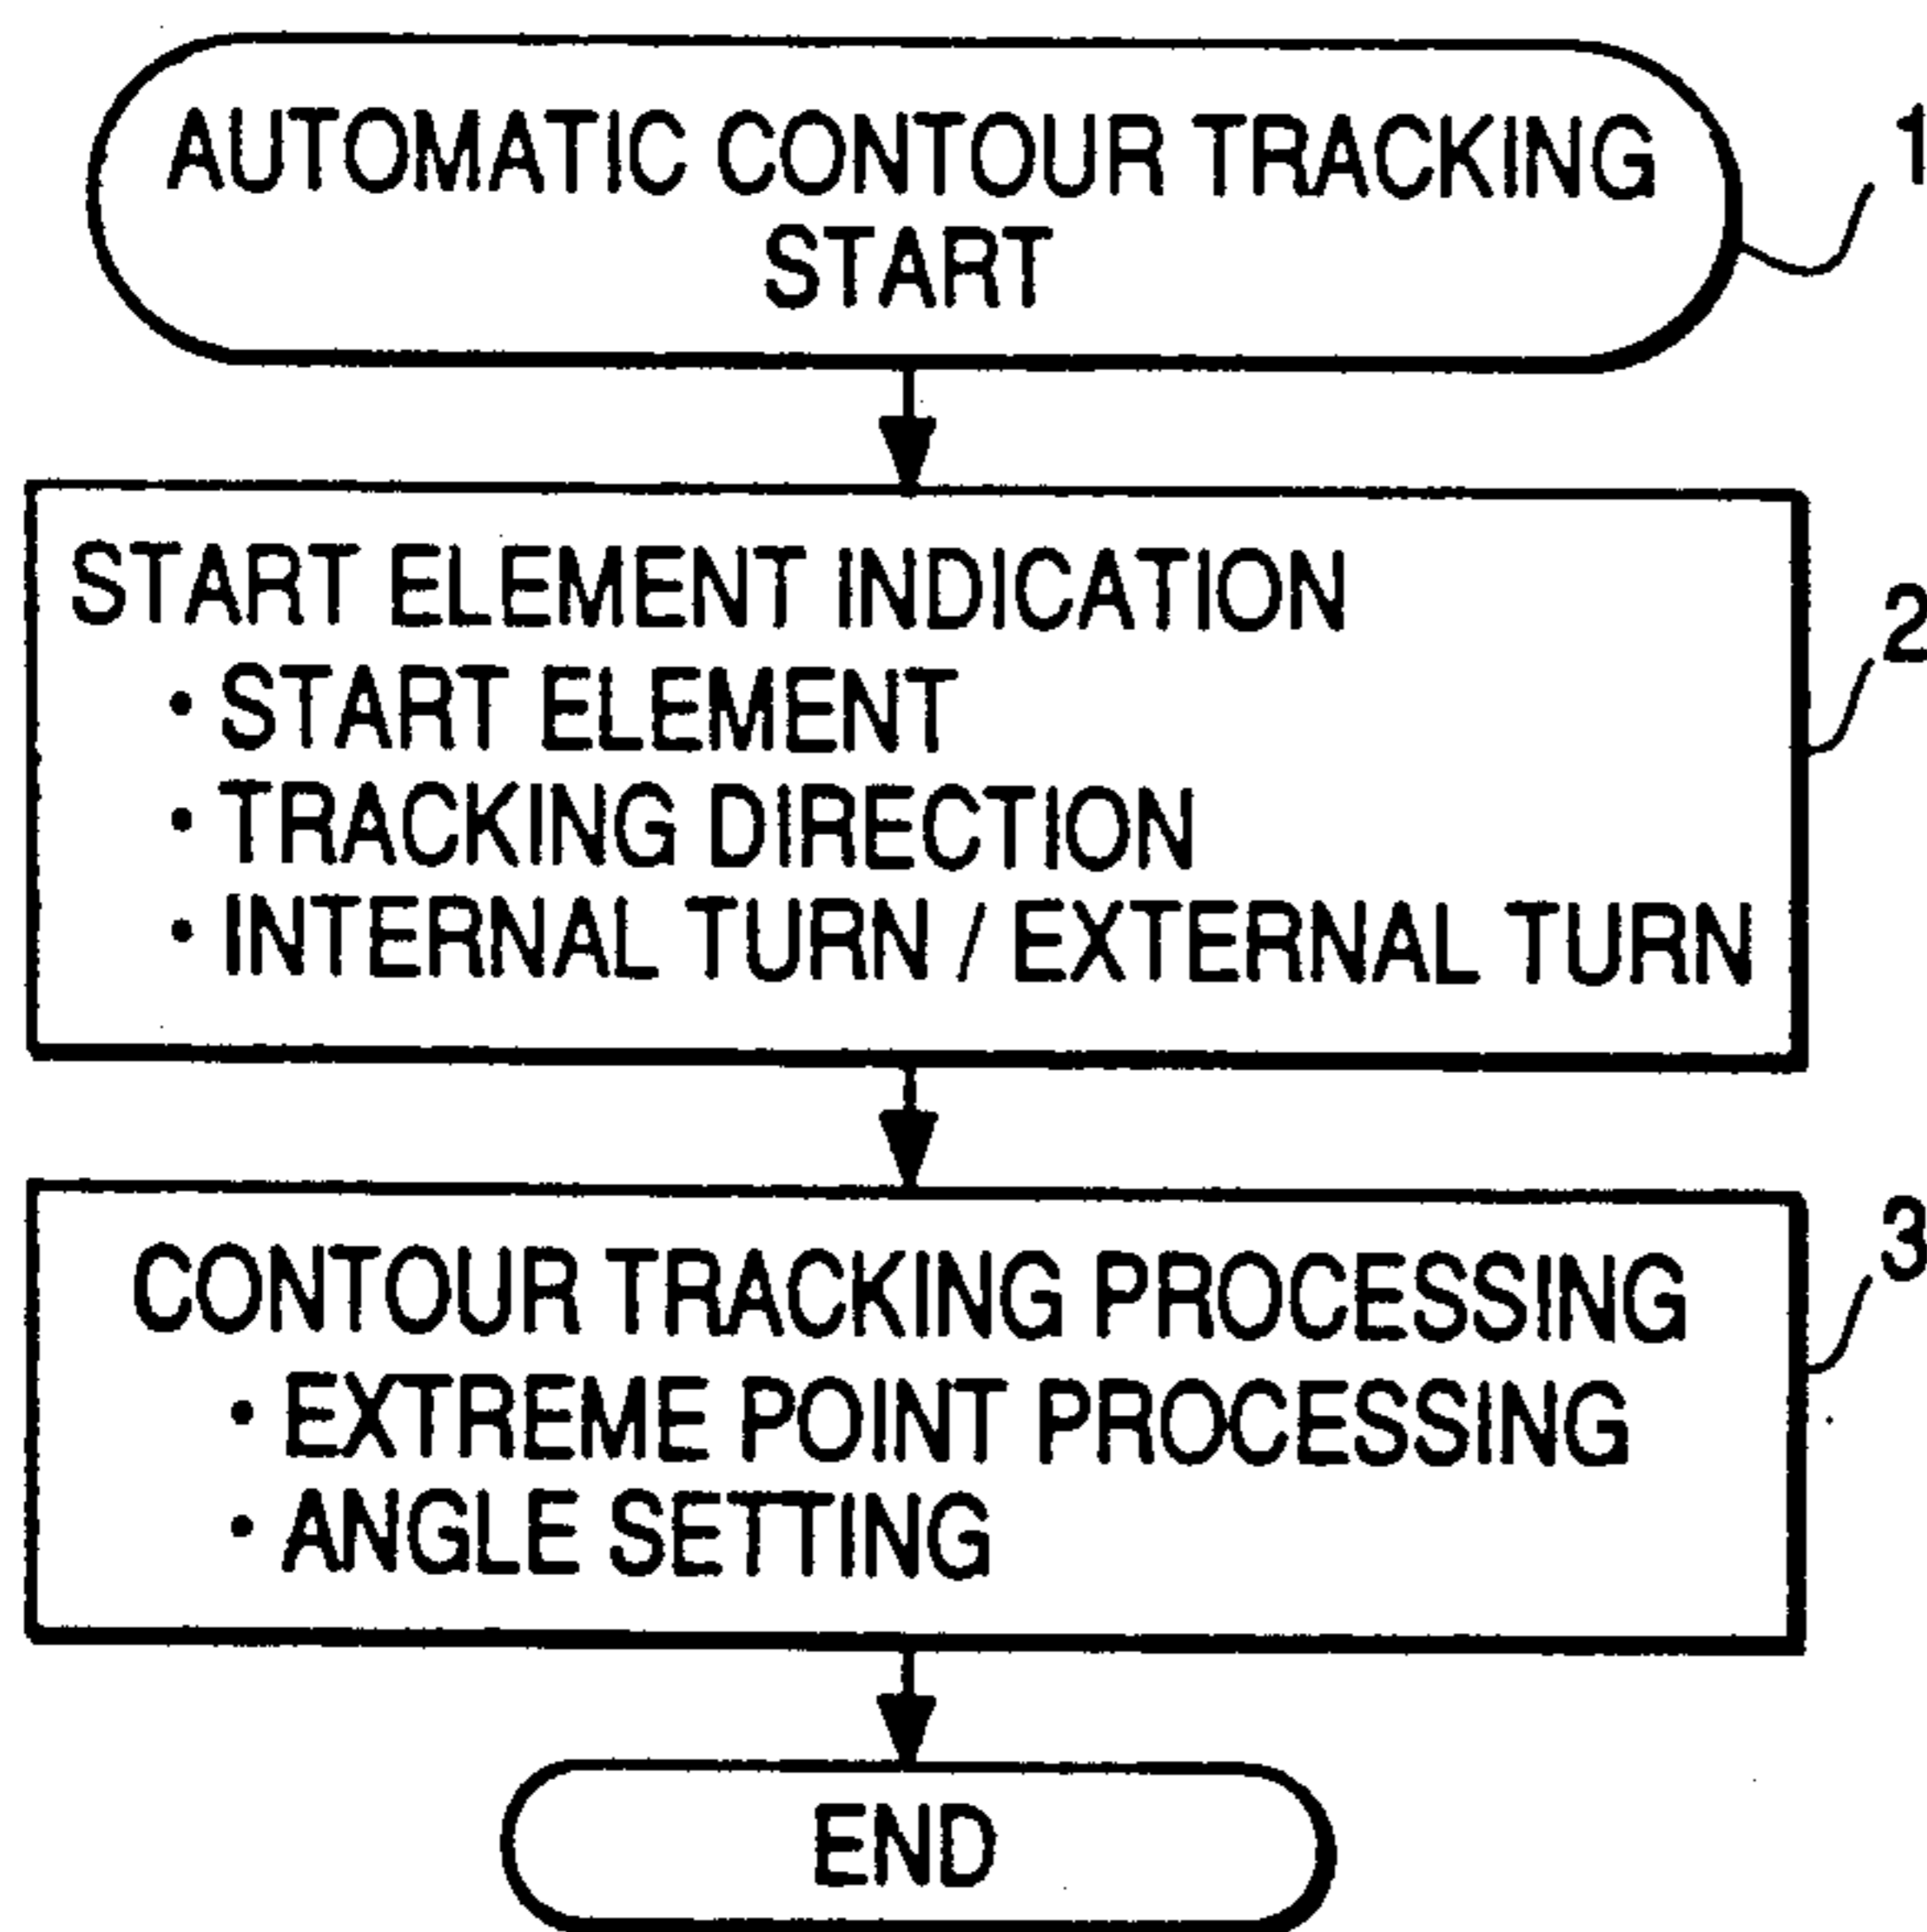 AUTOMATIC CONTOUR TRACKING
START
1
START ELEMENT INDICATION
• START ELEMENT
• TRACKING DIRECTION
• INTERNAL TURN / EXTERNAL TURN
2
CONTOUR TRACKING PROCESSING
• EXTREME POINT PROCESSING
• ANGLE SETTING
3
END